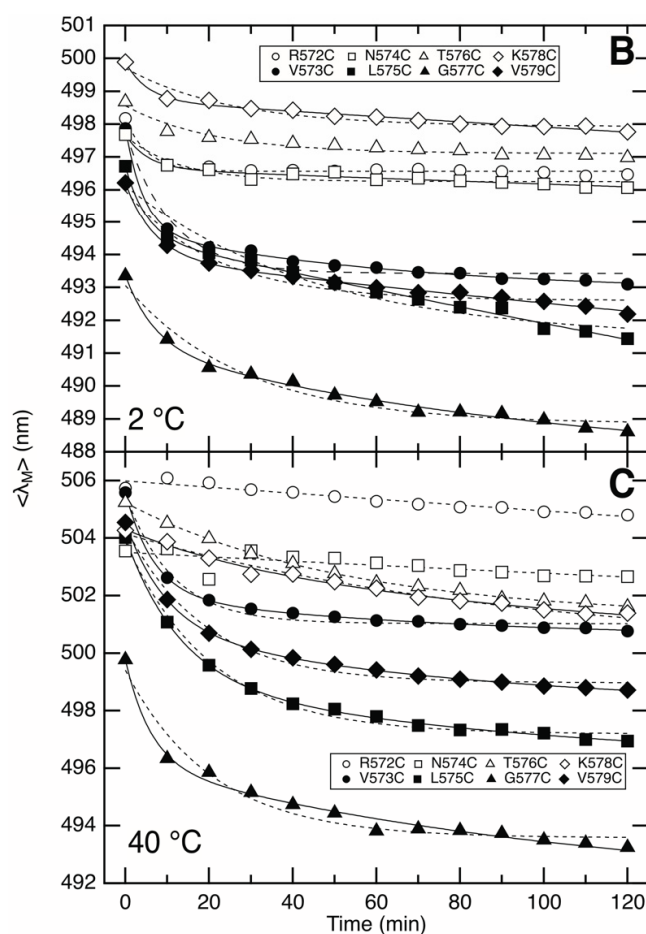 B
501
500
499
498
497
496
495
494
493
492
491
490
489
488
R572C N574C T576C K578C
V573C L575C G577C V579C
2 °C
<λM> (nm)
C
506
504
502
500
498
496
494
492
R572C N574C T576C K578C
V573C L575C G577C V579C
40 °C
0 20 40 60 80 100 120
Time (min)